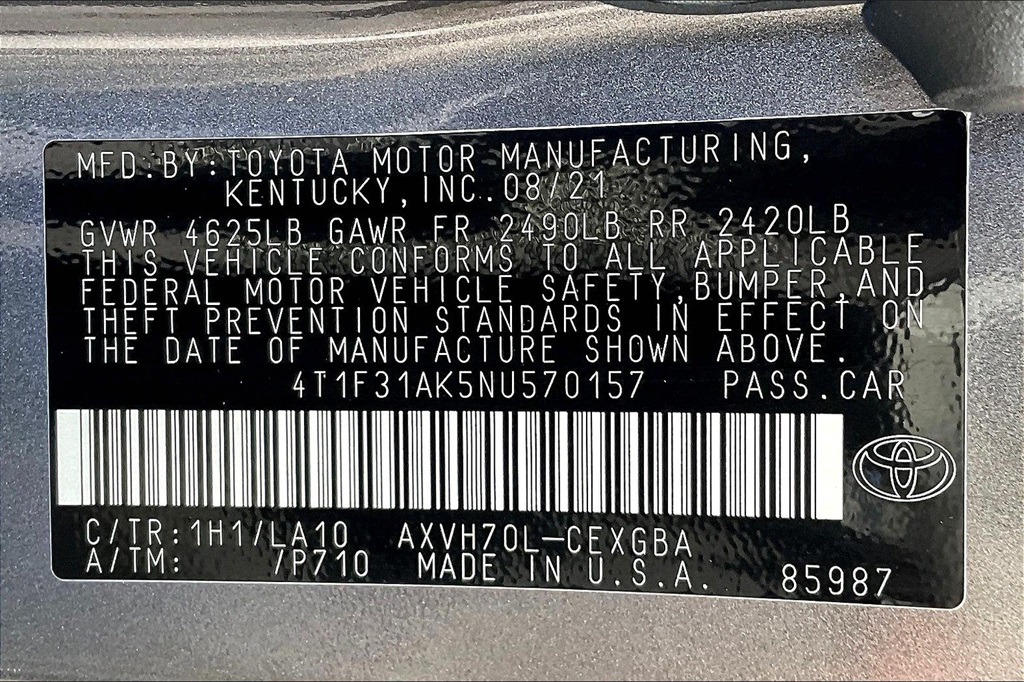 MFD.BY:TOYOTA MOTOR MANUFACTURING,
KENTUCKY,INC.08/21
GVWR 4625LB GAWR FR 2490LB RR 2420LB
THIS VEHICLE CONFORMS TO ALL APPLICABLE
FEDERAL MOTOR VEHICLE SAFETY,BUMPER,AND
THEFT PREVENTION STANDARDS IN EFFECT ON
THE DATE OF MANUFACTURE SHOWN ABOVE.
4T1F31AK5NU570157 PASS.CAR
C/TR:1H1/LA10 AXVH70L-CEXGBA
A/TM: /P710 MADE IN U.S.A. 85987